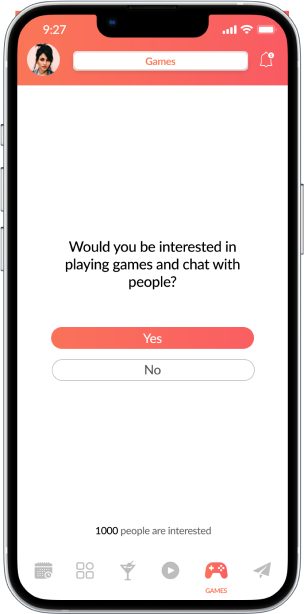 9:27
Games
Would you be interested in
playing games and chat with
people?
Yes
No
1000 people are interested
GAMES